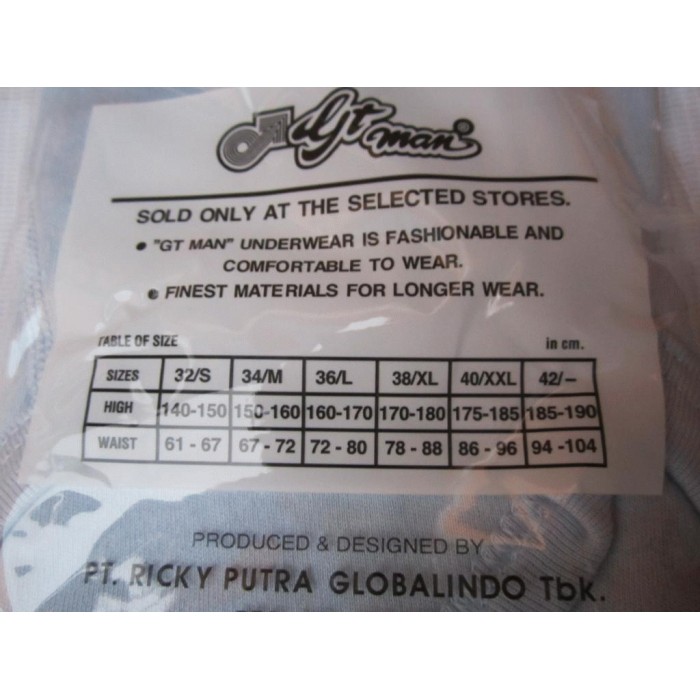 Gt man®
SOLD ONLY AT THE SELECTED STORES.
• "GT MAN" UNDERWEAR IS FASHIONABLE AND
COMFORTABLE TO WEAR.
• FINEST MATERIALS FOR LONGER WEAR.
TABLE OF SIZE in cm.
SIZES 32/S 34/M 36/L 38/XL 40/XXL 42/–
HIGH 140-150 150-160 160-170 170-180 175-185 185-190
WAIST 61 - 67 67 - 72 72 - 80 78 - 88 86 - 96 94 -104
PRODUCED & DESIGNED BY
PT. RICKY PUTRA GLOBALINDO Tbk.